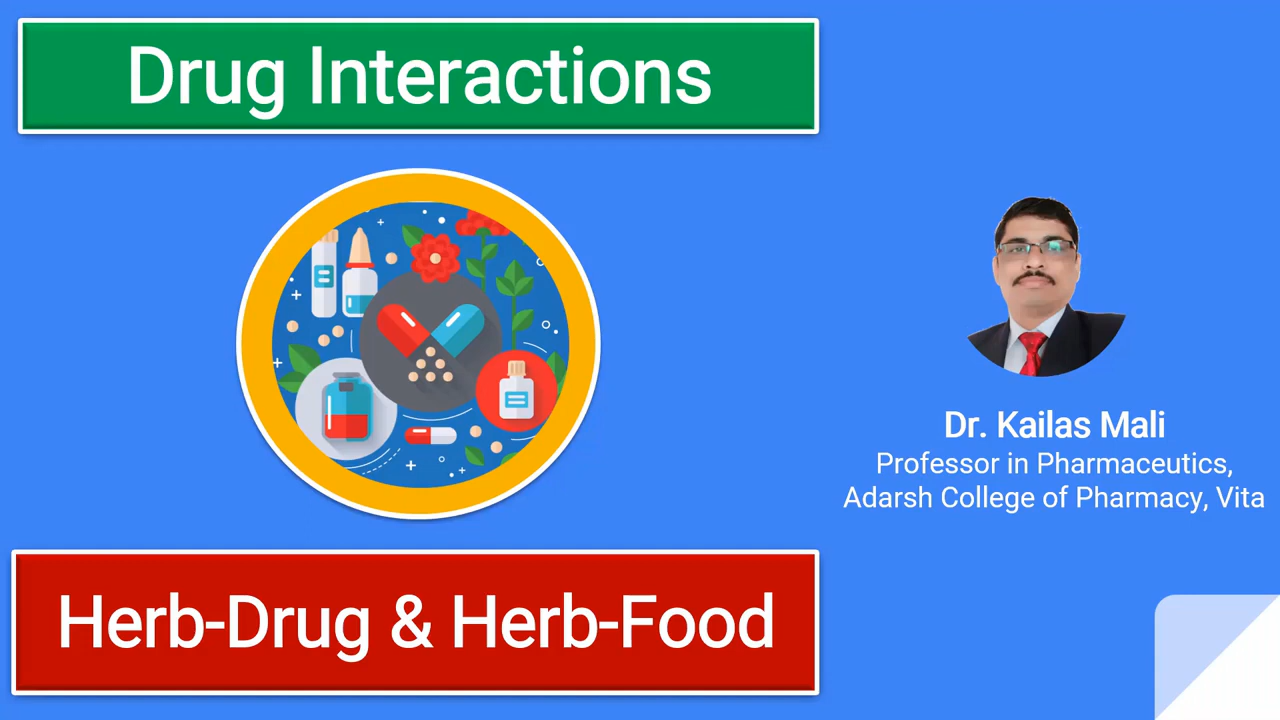 Drug Interactions
Dr. Kailas Mali
Professor in Pharmaceutics,
Adarsh College of Pharmacy, Vita
Herb-Drug & Herb-Food